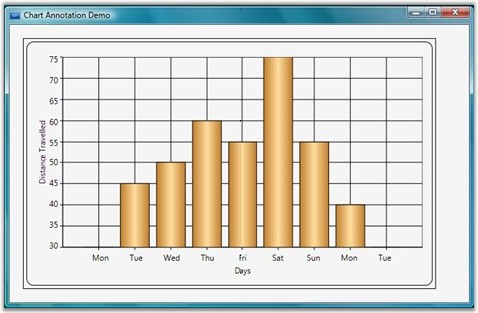 Chart Annotation Demo
75
70
65
60
55
50
45
40
35
30
Distance Travelled
Mon Tue Wed Thu fri Sat Sun Mon Tue
Days